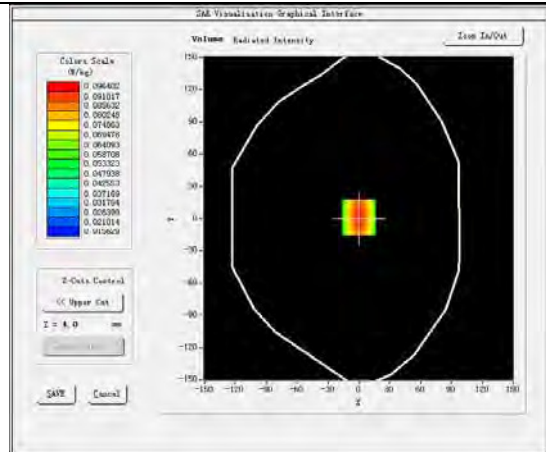 SAR Visualisation Graphical Interface
Volume Radiated Intensity
Zoom In/Out
Colors Scale
(W/kg)
0.096402
0.091017
0.085632
0.080248
0.074863
0.069478
0.064093
0.058708
0.053323
0.047938
0.042553
0.037169
0.031784
0.026399
0.021014
0.015629
Z-Cuts Control
<< Upper Cut
Z = 4.0 mm
SAVE
Cancel
150
120
90
60
30
0
-30
-60
-90
-120
-150
Y
-150 -120 -90 -60 -30 0 30 60 90 120 150
X